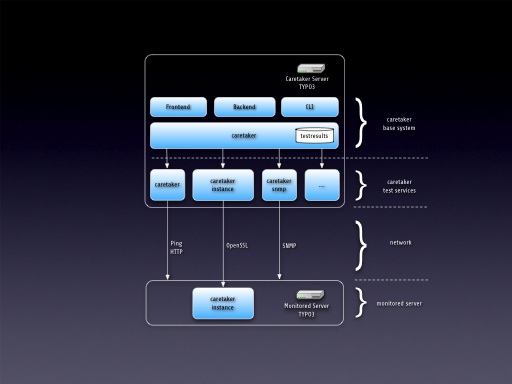 Caretaker Server
TYPO3
Frontend
Backend
CLI
caretaker
testresults
caretaker
base system
caretaker
caretaker
instance
caretaker
snmp
...
caretaker
test services
Ping
HTTP
OpenSSL
SNMP
network
caretaker
instance
Monitored Server
TYPO3
monitored server